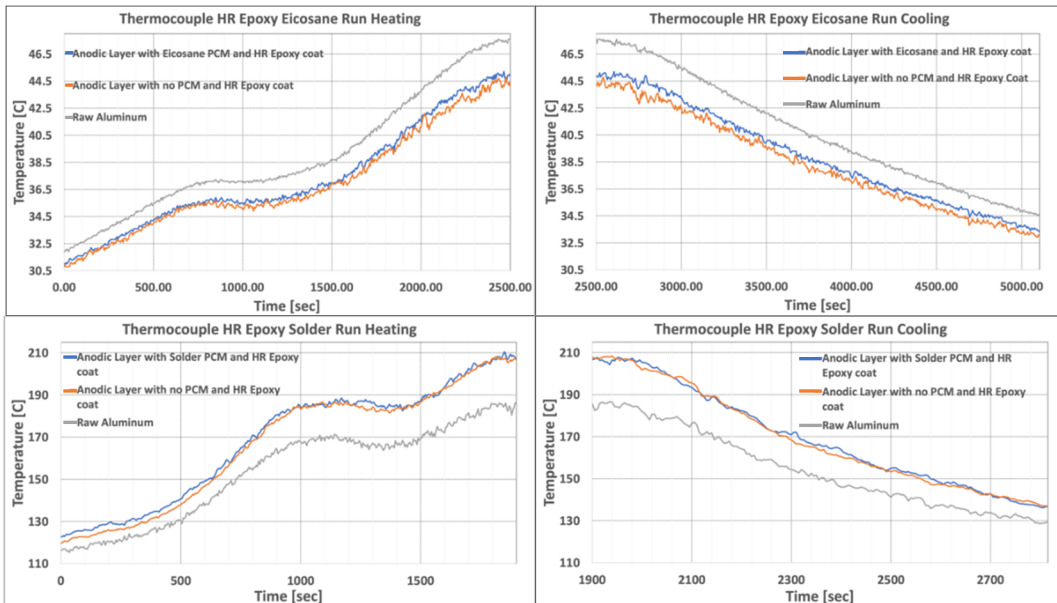 Thermocouple HR Epoxy Eicosane Run Heating
Temperature [C]
46.5
44.5
42.5
40.5
38.5
36.5
34.5
32.5
30.5
Anodic Layer with Eicosane PCM and HR Epoxy coat
Anodic Layer with no PCM and HR Epoxy coat
Raw Aluminum
0.00 500.00 1000.00 1500.00 2000.00 2500.00
Time [sec]
Thermocouple HR Epoxy Eicosane Run Cooling
Temperature [C]
46.5
44.5
42.5
40.5
38.5
36.5
34.5
32.5
30.5
Anodic Layer with Eicosane and HR Epoxy coat
Anodic Layer with no PCM and HR Epoxy Coat
Raw Aluminum
2500.00 3000.00 3500.00 4000.00 4500.00 5000.00
Time [sec]
Thermocouple HR Epoxy Solder Run Heating
Temperature [C]
210
190
170
150
130
110
Anodic Layer with Solder PCM and HR Epoxy
coat
Anodic Layer with no PCM and HR Epoxy
coat
Raw Aluminum
0 500 1000 1500
Time [sec]
Thermocouple HR Epoxy Solder Run Cooling
Temperature [C]
210
190
170
150
130
110
Anodic Layer with Solder PCM and HR
Epoxy coat
Anodic Layer with no PCM and HR Epoxy
coat
Raw Aluminum
1900 2100 2300 2500 2700
Time [sec]